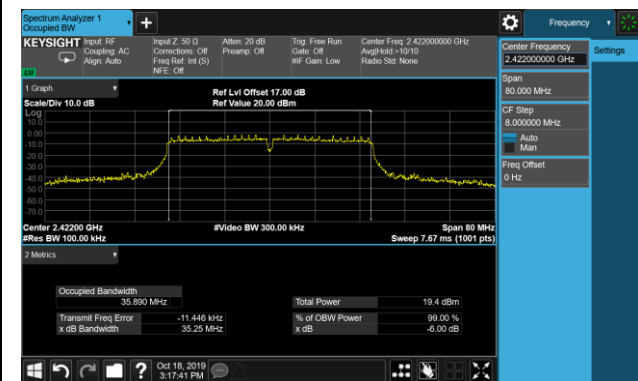 Spectrum Analyzer 1
Occupied BW
Frequency
KEYSIGHT
Input: RF
Coupling: AC
Align: Auto
Input Z: 50 Ω
Corrections: Off
Freq Ref: Int (S)
NFE: Off
Atten: 20 dB
Preamp: Off
Trig: Free Run
Gate: Off
#IF Gain: Low
Center Freq: 2.422000000 GHz
Avg|Hold:>10/10
Radio Std: None
Center Frequency
2.422000000 GHz
Settings
Span
80.000 MHz
CF Step
8.000000 MHz
Auto
Man
Freq Offset
0 Hz
1 Graph
Scale/Div 10.0 dB
Ref Lvl Offset 17.00 dB
Ref Value 20.00 dBm
Log
10.0
0.00
-10.0
-20.0
-30.0
-40.0
-50.0
-60.0
-70.0
Center 2.42200 GHz
#Res BW 100.00 kHz
#Video BW 300.00 kHz
Span 80 MHz
Sweep 7.67 ms (1001 pts)
2 Metrics
Occupied Bandwidth
35.890 MHz
Total Power 19.4 dBm
Transmit Freq Error -11.446 kHz
% of OBW Power 99.00 %
x dB Bandwidth 35.25 MHz
x dB -6.00 dB
?
Oct 18, 2019
3:17:41 PM